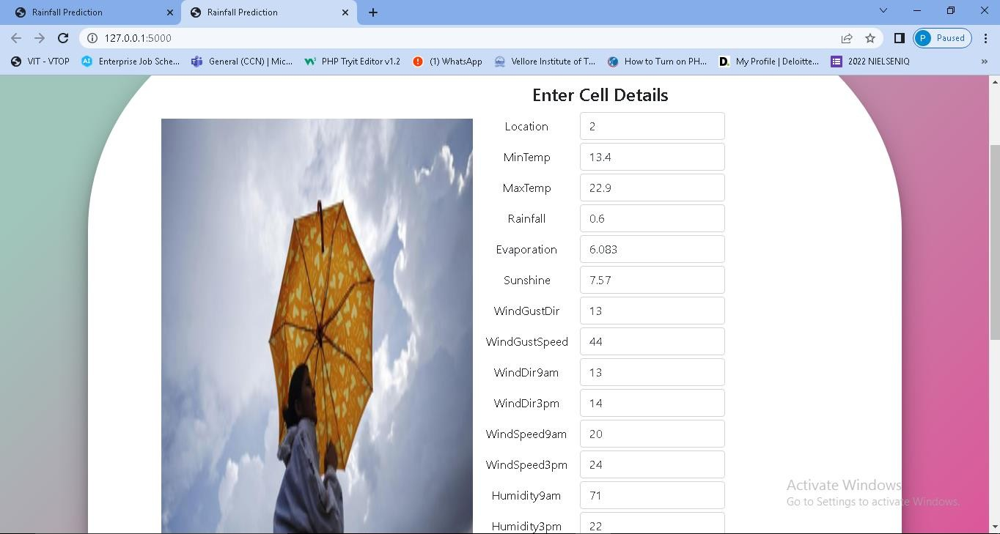 Rainfall Prediction
Rainfall Prediction
127.0.0.1:5000
P Paused
VIT - VTOP
AI Enterprise Job Sche...
General (CCN) | Mic...
PHP Tryit Editor v1.2
(1) WhatsApp
Vellore Institute of T...
How to Turn on PH...
D. My Profile | Deloitte...
2022 NIELSENIQ
Enter Cell Details
Location 2
MinTemp 13.4
MaxTemp 22.9
Rainfall 0.6
Evaporation 6.083
Sunshine 7.57
WindGustDir 13
WindGustSpeed 44
WindDir9am 13
WindDir3pm 14
WindSpeed9am 20
WindSpeed3pm 24
Humidity9am 71
Humidity3pm 22
Activate Windows
Go to Settings to activate Windows.